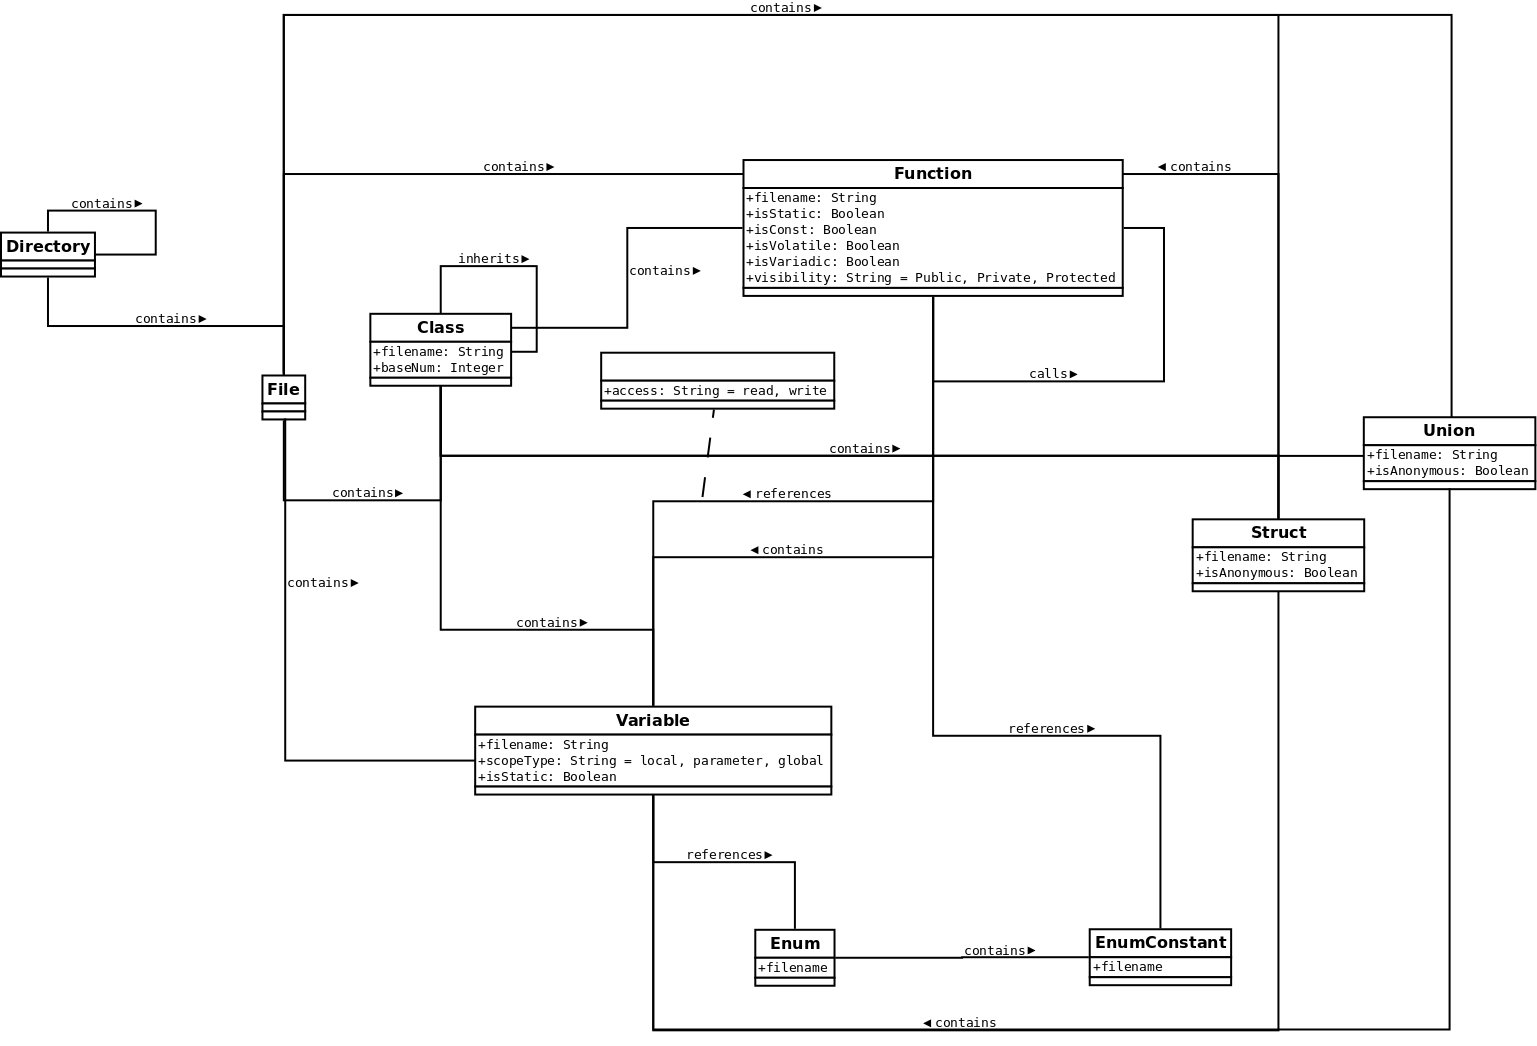 contains ►
contains ►
Function
◄ contains
+filename: String
+isStatic: Boolean
+isConst: Boolean
+isVolatile: Boolean
+isVariadic: Boolean
+visibility: String = Public, Private, Protected
contains ►
Directory
inherits ►
contains ►
contains ►
Class
+filename: String
+baseNum: Integer
+access: String = read, write
calls ►
File
Union
+filename: String
+isAnonymous: Boolean
contains ►
contains ►
◄ references
Struct
+filename: String
+isAnonymous: Boolean
◄ contains
contains ►
contains ►
Variable
+filename: String
+scopeType: String = local, parameter, global
+isStatic: Boolean
references ►
references ►
Enum
+filename
contains ►
EnumConstant
+filename
◄ contains